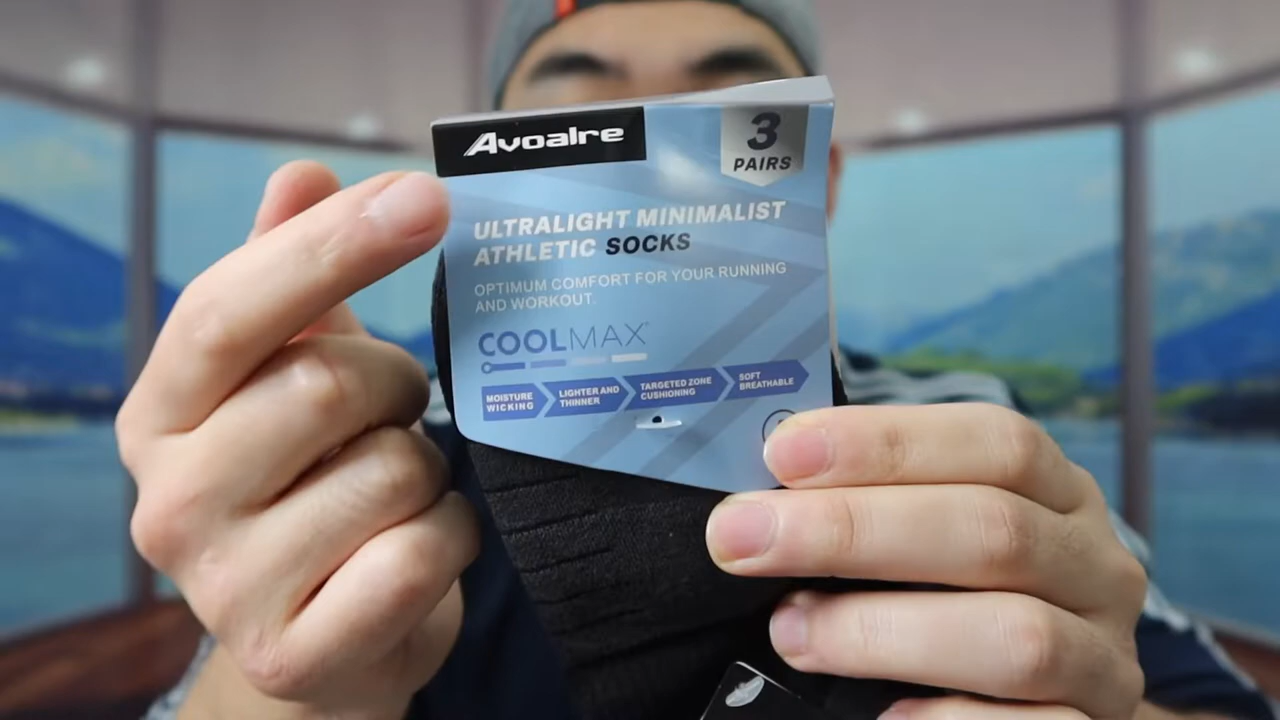 Avoalre
3
PAIRS
ULTRALIGHT MINIMALIST
ATHLETIC SOCKS
OPTIMUM COMFORT FOR YOUR RUNNING
AND WORKOUT.
COOLMAX®
MOISTURE
WICKING
LIGHTER AND
THINNER
TARGETED ZONE
CUSHIONING
SOFT
BREATHABLE